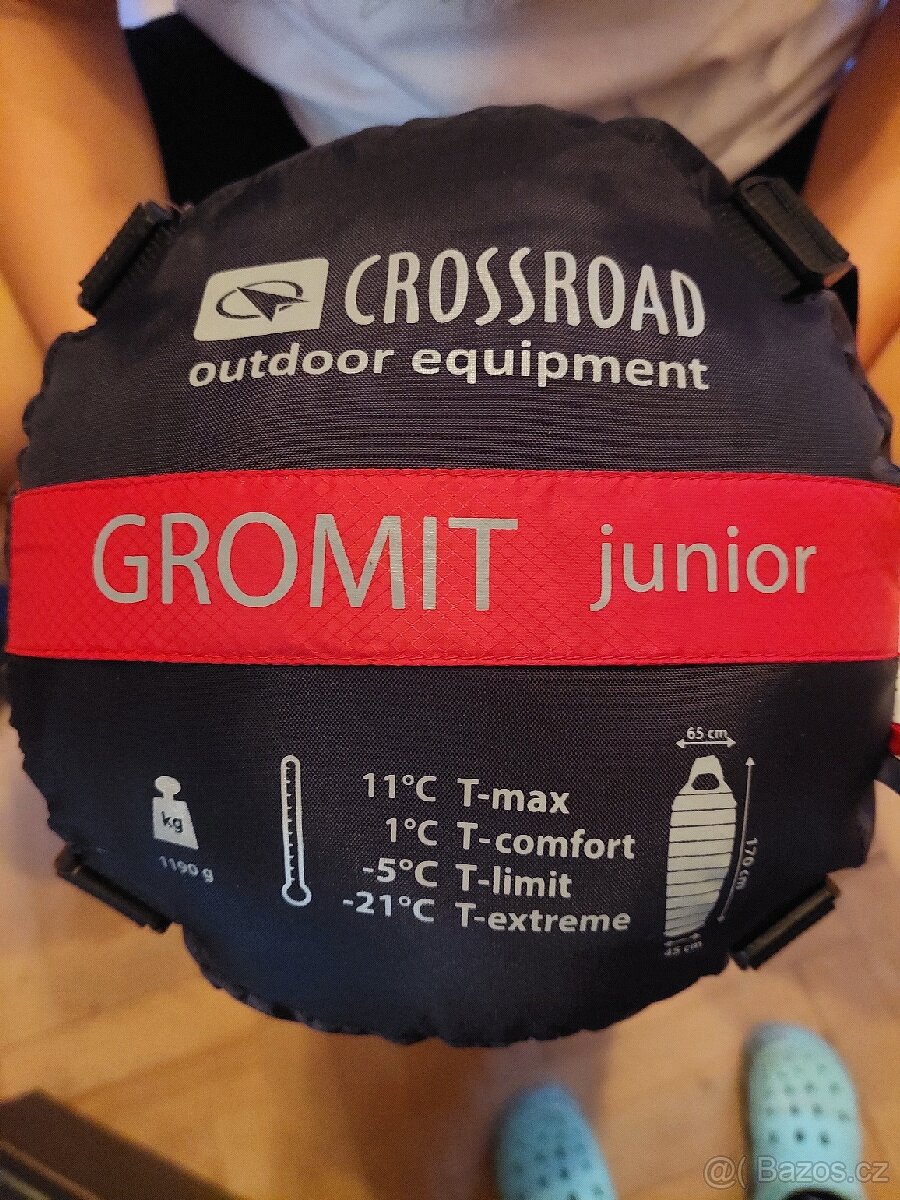 CROSSROAD
outdoor equipment
GROMIT junior
65 cm
11°C T-max
1°C T-comfort
-5°C T-limit
-21°C T-extreme
kg
1190 g
170 cm
45 cm
@( Bazos.cz